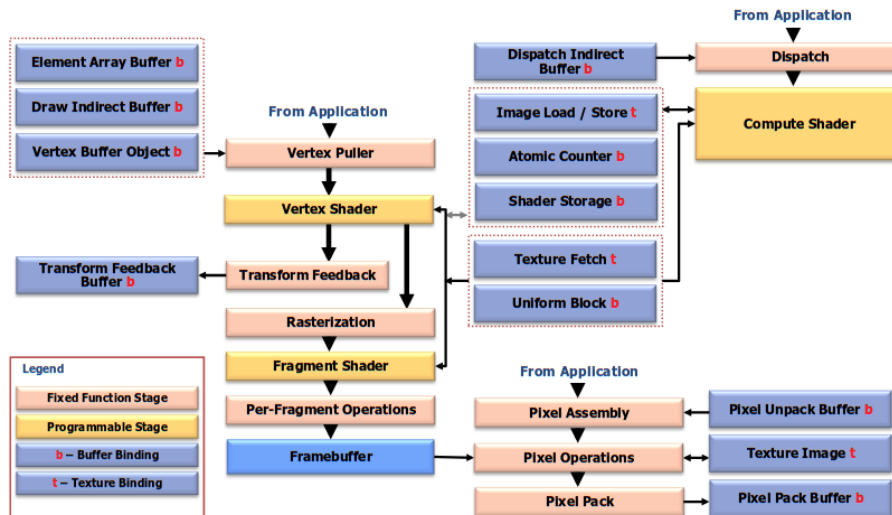 From Application
Element Array Buffer b
Dispatch Indirect
Buffer b
Dispatch
Draw Indirect Buffer b
From Application
Image Load / Store t
Compute Shader
Vertex Buffer Object b
Vertex Puller
Atomic Counter b
Vertex Shader
Shader Storage b
Transform Feedback
Buffer b
Transform Feedback
Texture Fetch t
Uniform Block b
Rasterization
Legend
Fixed Function Stage
Programmable Stage
b – Buffer Binding
t – Texture Binding
Fragment Shader
Per-Fragment Operations
Framebuffer
From Application
Pixel Assembly
Pixel Unpack Buffer b
Pixel Operations
Texture Image t
Pixel Pack
Pixel Pack Buffer b